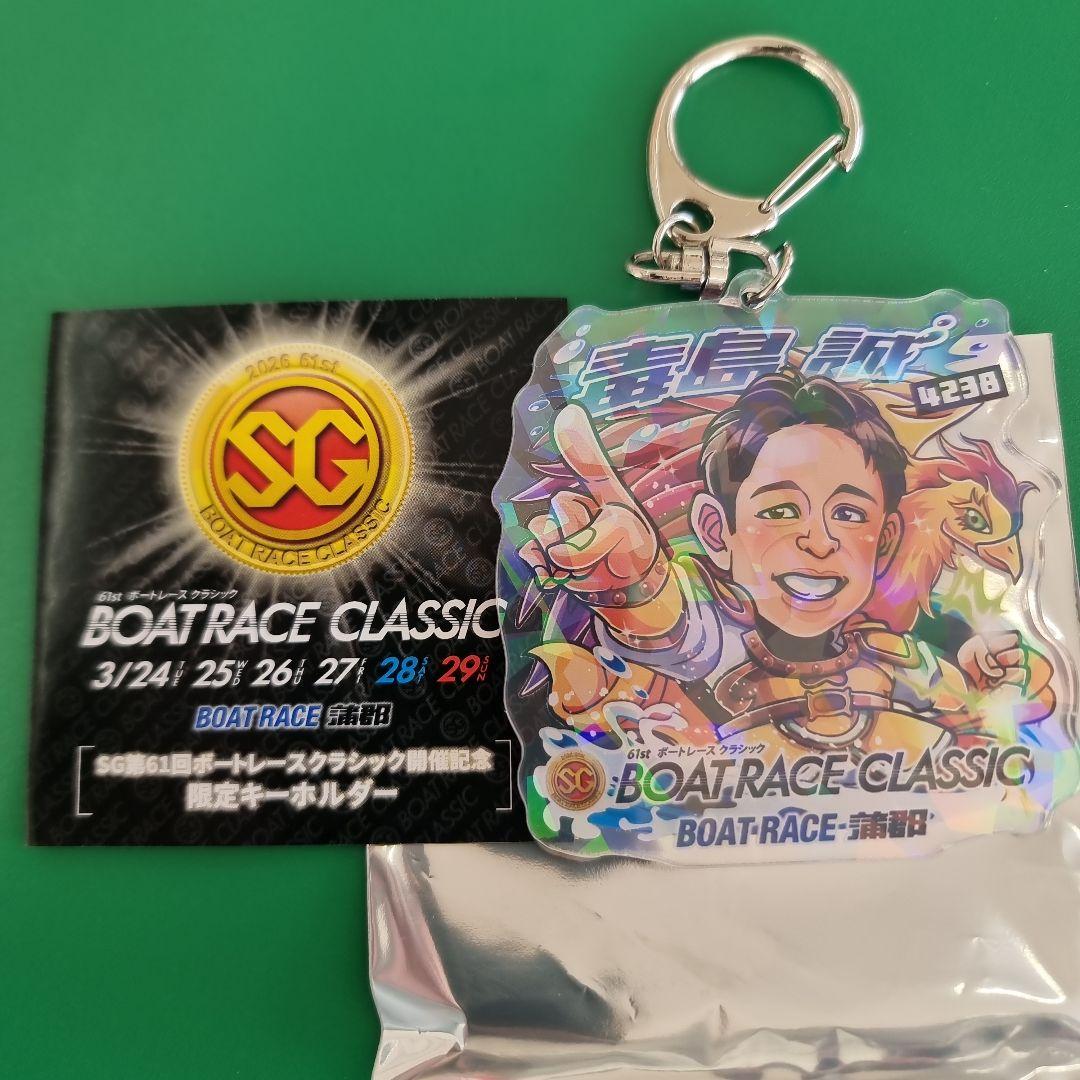 2026 61st
SG
BOAT RACE CLASSIC
61st ボートレース クラシック
BOAT RACE CLASSIC
3/24 TUE 25 WED 26 THU 27 FRI 28 SAT 29 SUN
BOAT RACE 蒲郡
SG第61回ボートレースクラシック開催記念
限定キーホルダー
毒島 誠
4238
61st ボートレース クラシック
SG
BOAT RACE CLASSIC
BOAT RACE 蒲郡